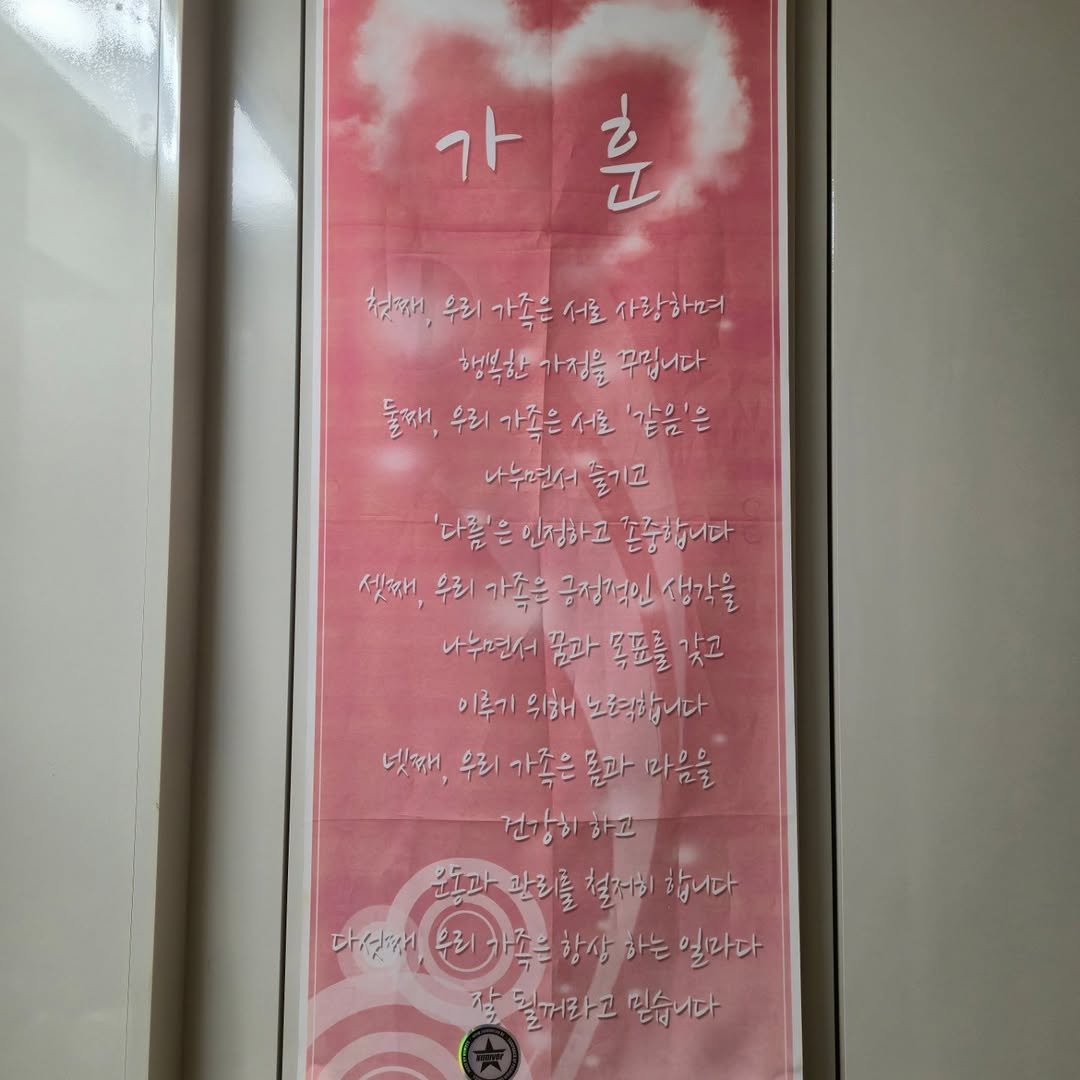 가 훈
첫째, 우리 가족은 서로 사랑하며
행복한 가정을 꾸밉니다
둘째, 우리 가족은 서로 '같음'은
나누면서 즐기고
'다름'은 인정하고 존중합니다
셋째, 우리 가족은 긍정적인 생각을
나누면서 꿈과 목표를 갖고
이루기 위해 노력합니다
넷째, 우리 가족은 몸과 마음을
건강히 하고
운동과 관리를 철저히 합니다
다섯째, 우리 가족은 항상 하는 일마다
잘 될꺼라고 믿습니다